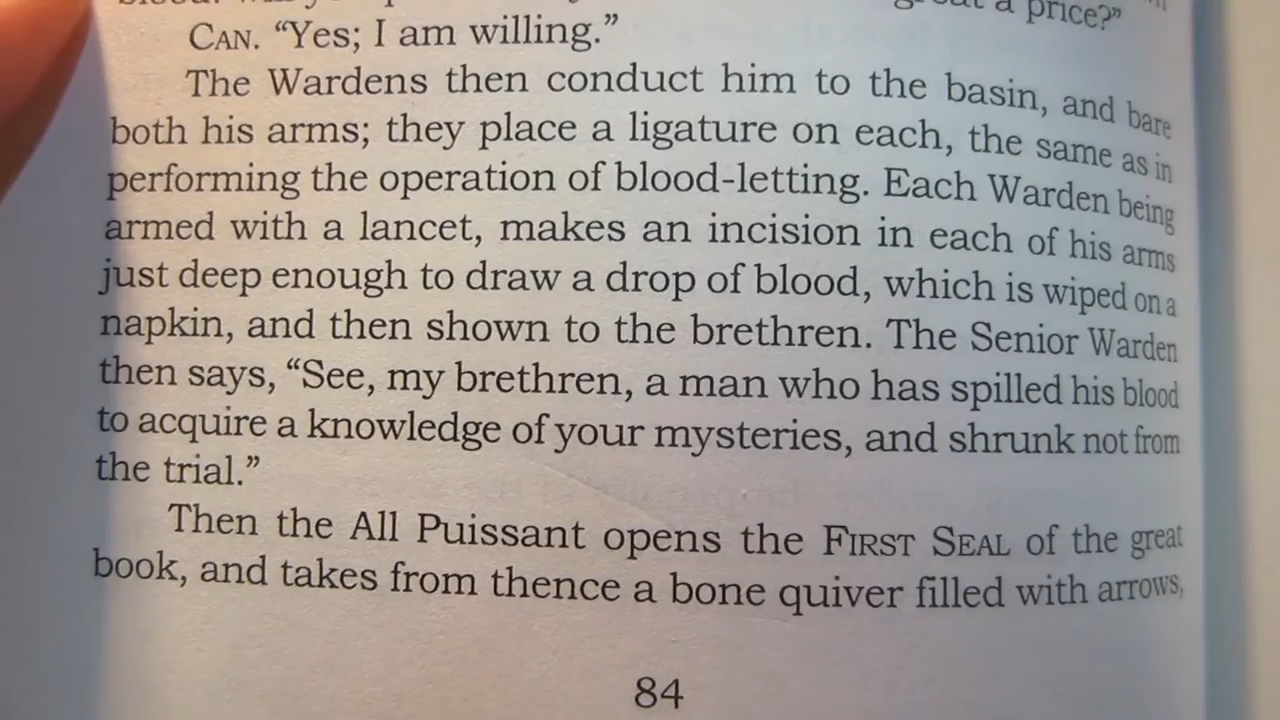 a price?”
CAN. “Yes; I am willing.”
The Wardens then conduct him to the basin, and bare
both his arms; they place a ligature on each, the same as in
performing the operation of blood-letting. Each Warden being
armed with a lancet, makes an incision in each of his arms
just deep enough to draw a drop of blood, which is wiped on a
napkin, and then shown to the brethren. The Senior Warden
then says, “See, my brethren, a man who has spilled his blood
to acquire a knowledge of your mysteries, and shrunk not from
the trial.”
Then the All Puissant opens the FIRST SEAL of the great
book, and takes from thence a bone quiver filled with arrows,
84